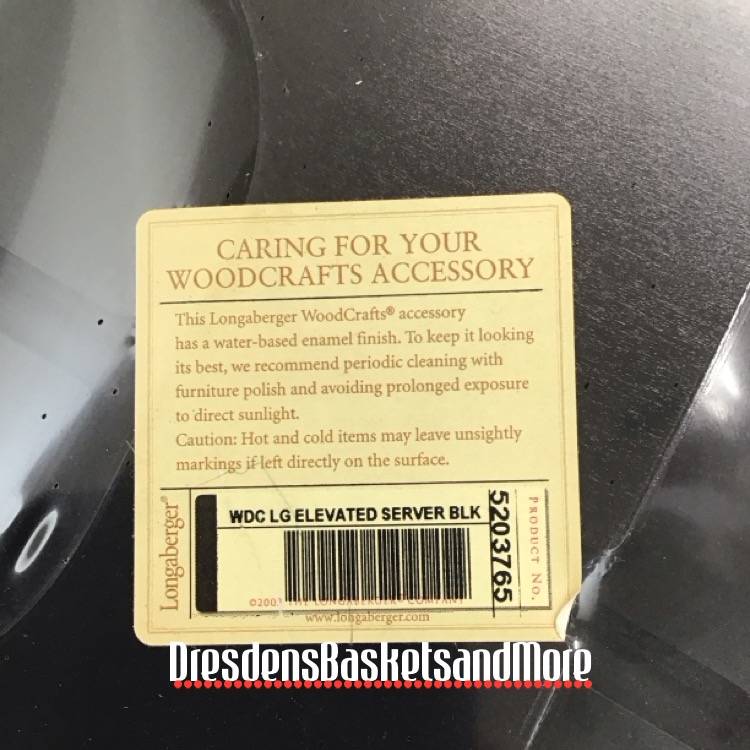 CARING FOR YOUR
WOODCRAFTS ACCESSORY
This Longaberger WoodCrafts® accessory
has a water-based enamel finish. To keep it looking
its best, we recommend periodic cleaning with
furniture polish and avoiding prolonged exposure
to direct sunlight.
Caution: Hot and cold items may leave unsightly
markings if left directly on the surface.
Longaberger®
WDC LG ELEVATED SERVER BLK
5203765
PRODUCT No.
THE LONGABERGER® COMPANY
www.longaberger.com
DresdensBasketsandMore